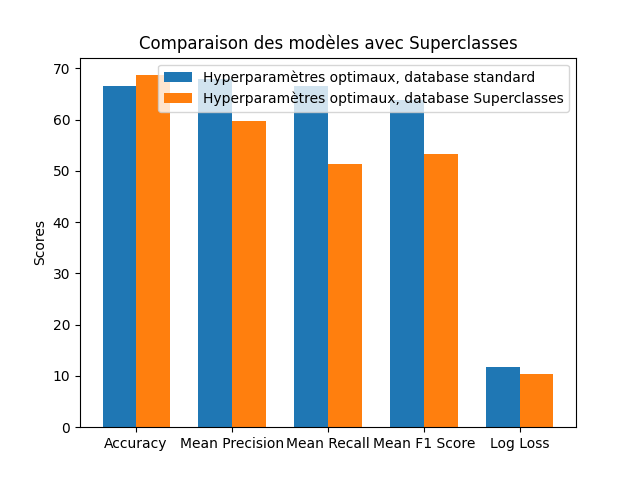 Comparaison des modèles avec Superclasses
Hyperparamètres optimaux, database standard
Hyperparamètres optimaux, database Superclasses
Scores
70
60
50
40
30
20
10
0
Accuracy Mean Precision Mean Recall Mean F1 Score Log Loss